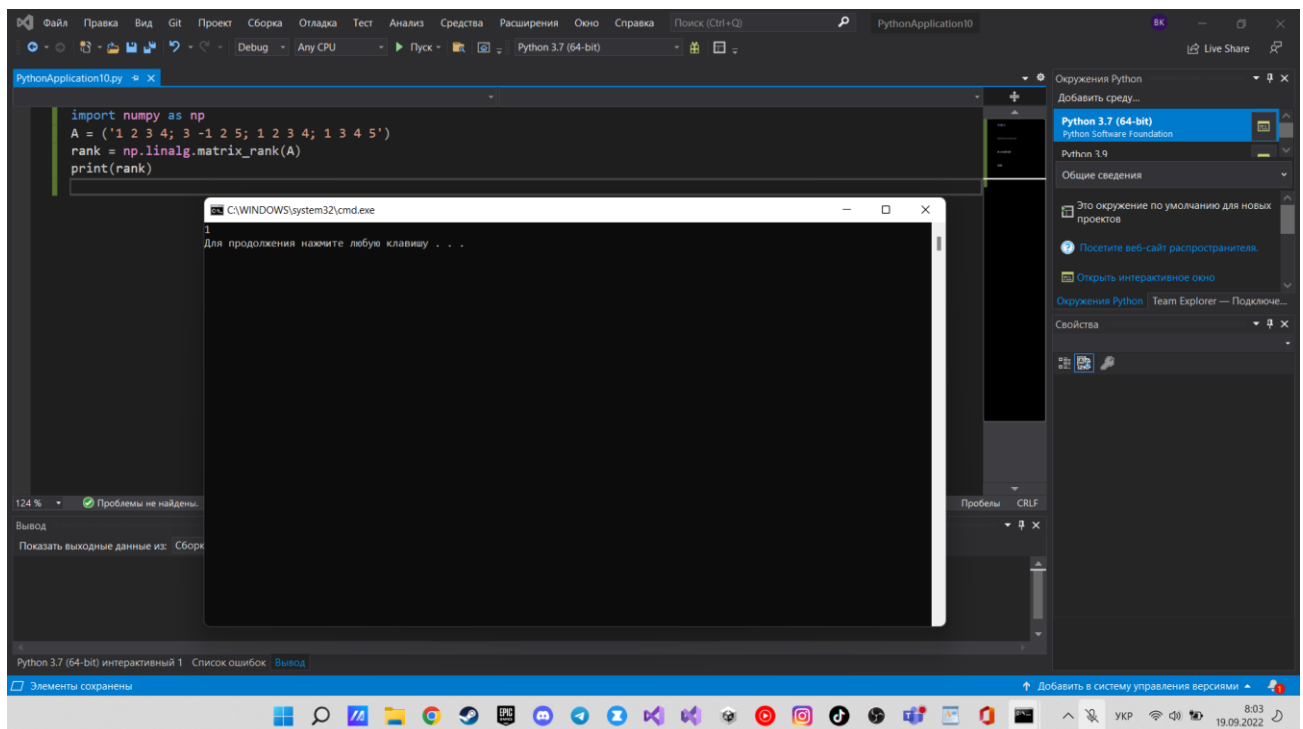 Файл Правка Вид Git Проект Сборка Отладка Тест Анализ Средства Расширения Окно Справка Поиск (Ctrl+Q) PythonApplication10 BK
Debug Any CPU Пуск Python 3.7 (64-bit) Live Share
PythonApplication10.py
import numpy as np
A = ('1 2 3 4; 3 -1 2 5; 1 2 3 4; 1 3 4 5')
rank = np.linalg.matrix_rank(A)
print(rank)
C:\WINDOWS\system32\cmd.exe
1
Для продолжения нажмите любую клавишу . . .
Окружения Python
Добавить среду...
Python 3.7 (64-bit)
Python Software Foundation
Python 3.9
Общие сведения
Это окружение по умолчанию для новых
проектов
Посетите веб-сайт распространителя.
Открыть интерактивное окно
Окружения Python Team Explorer — Подключе...
Свойства
124 % Проблемы не найдены. Пробелы CRLF
Вывод
Показать выходные данные из: Сборк
Python 3.7 (64-bit) интерактивный 1 Список ошибок Вывод
Элементы сохранены Добавить в систему управления версиями 1
EPIC GAMES УКР 8:03
19.09.2022